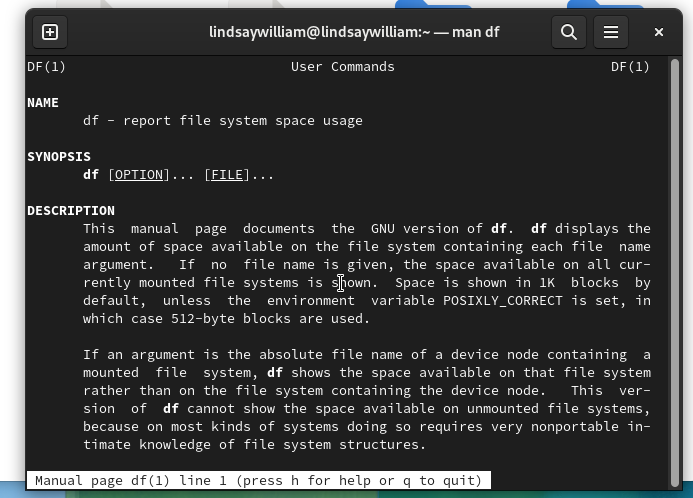 lindsaywilliam@lindsaywilliam:~ — man df
DF(1) User Commands DF(1)
NAME
df - report file system space usage
SYNOPSIS
df [OPTION]... [FILE]...
DESCRIPTION
This manual page documents the GNU version of df. df displays the
amount of space available on the file system containing each file name
argument. If no file name is given, the space available on all cur-
rently mounted file systems is shown. Space is shown in 1K blocks by
default, unless the environment variable POSIXLY_CORRECT is set, in
which case 512-byte blocks are used.
If an argument is the absolute file name of a device node containing a
mounted file system, df shows the space available on that file system
rather than on the file system containing the device node. This ver-
sion of df cannot show the space available on unmounted file systems,
because on most kinds of systems doing so requires very nonportable in-
timate knowledge of file system structures.
Manual page df(1) line 1 (press h for help or q to quit)